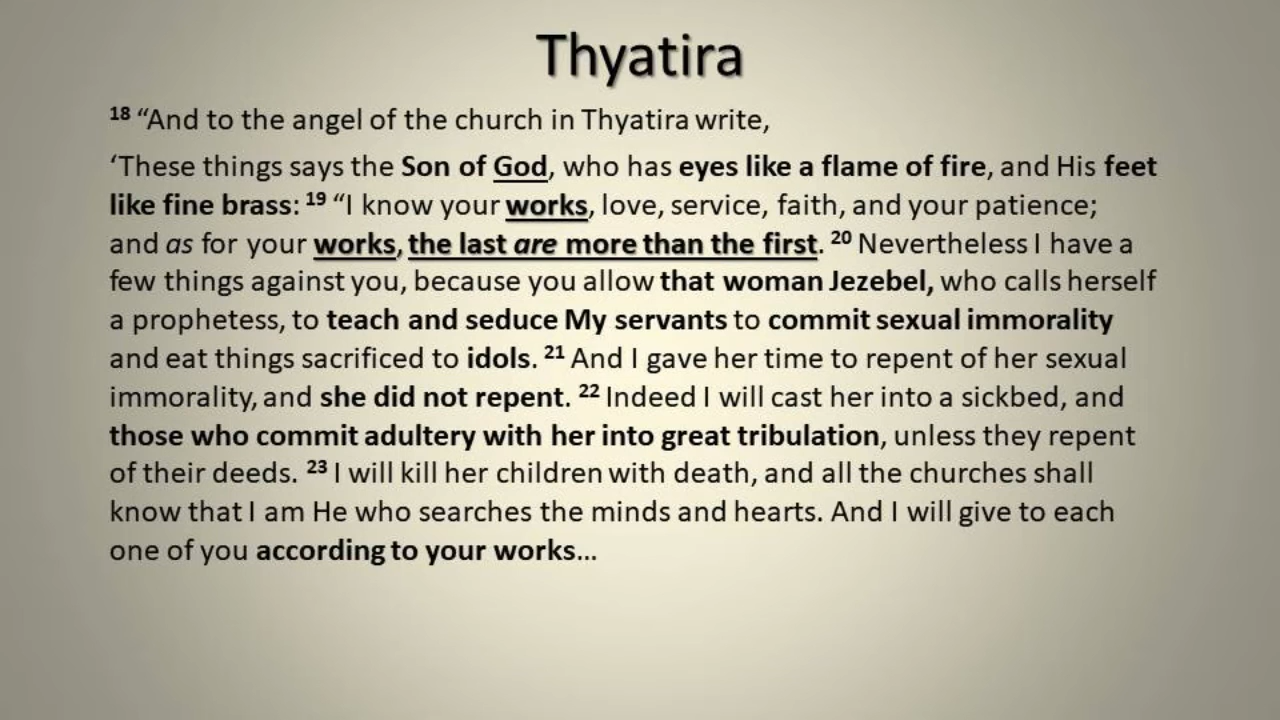 Thyatira
18 “And to the angel of the church in Thyatira write,
‘These things says the Son of God, who has eyes like a flame of fire, and His feet
like fine brass: 19 “I know your works, love, service, faith, and your patience;
and as for your works, the last are more than the first. 20 Nevertheless I have a
few things against you, because you allow that woman Jezebel, who calls herself
a prophetess, to teach and seduce My servants to commit sexual immorality
and eat things sacrificed to idols. 21 And I gave her time to repent of her sexual
immorality, and she did not repent. 22 Indeed I will cast her into a sickbed, and
those who commit adultery with her into great tribulation, unless they repent
of their deeds. 23 I will kill her children with death, and all the churches shall
know that I am He who searches the minds and hearts. And I will give to each
one of you according to your works…